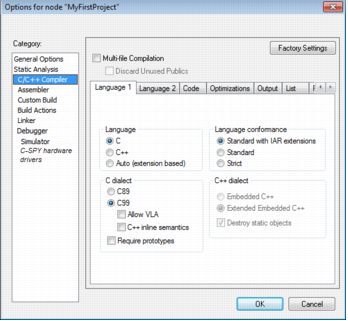 Options for node "MyFirstProject"
Category:
General Options
Static Analysis
C/C++ Compiler
Assembler
Custom Build
Build Actions
Linker
Debugger
Simulator
C-SPY hardware
drivers
Factory Settings
Multi-file Compilation
Discard Unused Publics
Language 1
Language 2
Code
Optimizations
Output
List
Language
C
C++
Auto (extension based)
Language conformance
Standard with IAR extensions
Standard
Strict
C dialect
C89
C99
Allow VLA
C++ inline semantics
Require prototypes
C++ dialect
Embedded C++
Extended Embedded C++
Destroy static objects
OK
Cancel